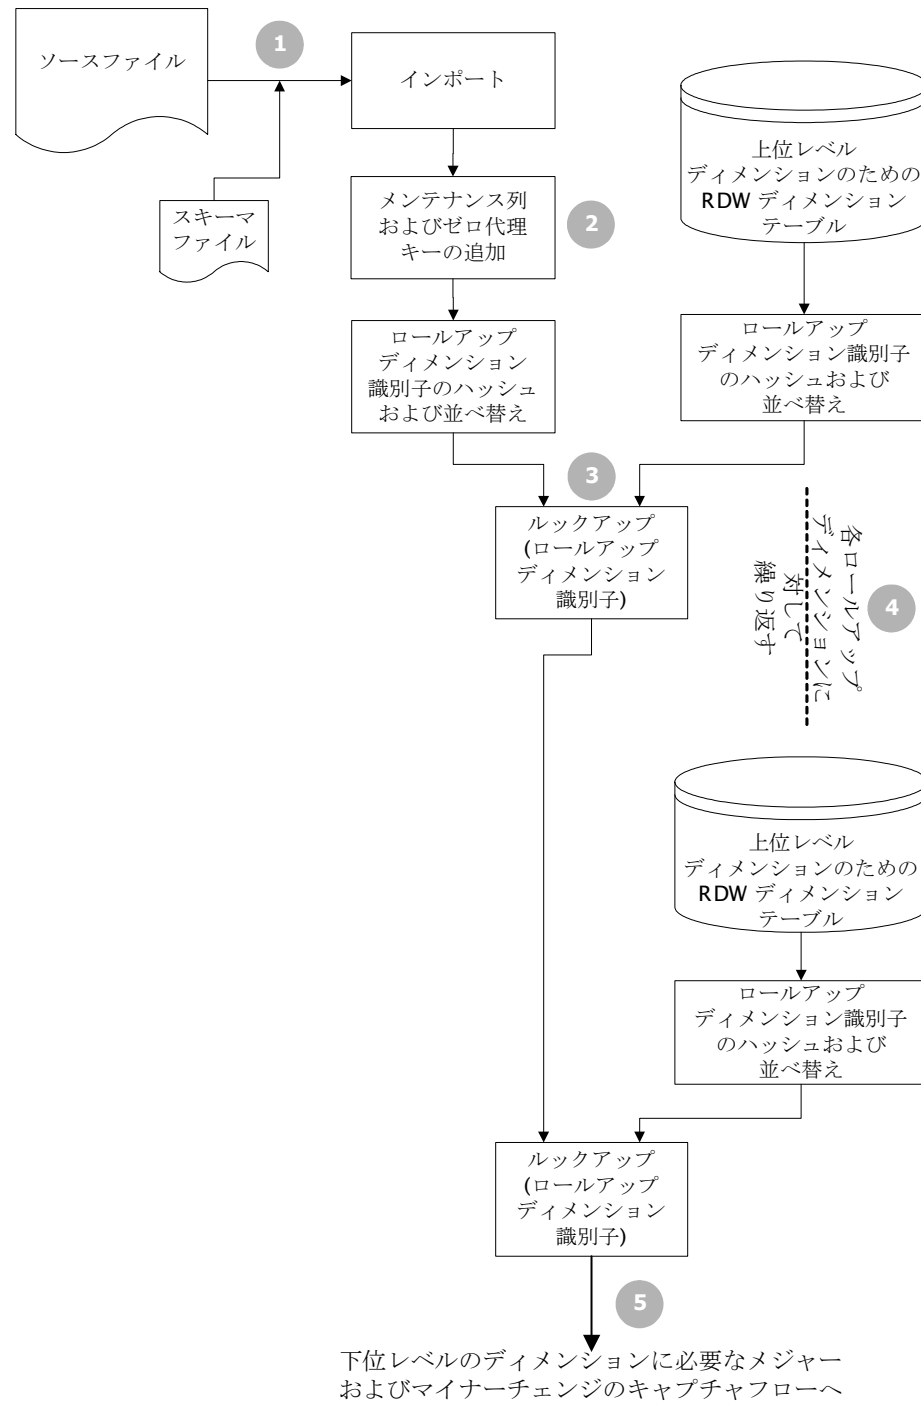 ソースファイル
1
インポート
スキーマ
ファイル
メンテナンス列
およびゼロ代理
キーの追加
2
上位レベル
ディメンションのための
RDW ディメンション
テーブル
ロールアップ
ディメンション
識別子のハッシュ
および並べ替え
ロールアップ
ディメンション識別子
のハッシュおよび
並べ替え
3
ルックアップ
(ロールアップ
ディメンション
識別子)
各ロールアップ
ディメンションに
対して
繰り返す
4
上位レベル
ディメンションのための
RDW ディメンション
テーブル
ロールアップ
ディメンション識別子
のハッシュおよび
並べ替え
ルックアップ
(ロールアップ
ディメンション
識別子)
5
下位レベルのディメンションに必要なメジャー
およびマイナーチェンジのキャプチャフローへ